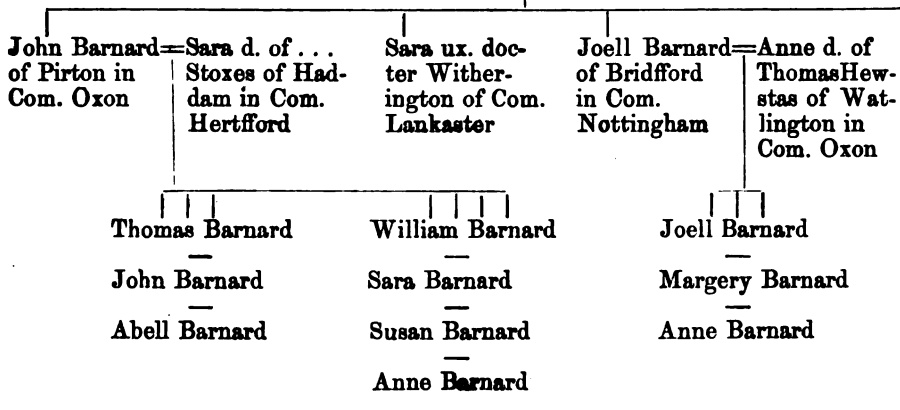 John Barnard=Sara d. of ...
of Pirton in Stoxes of Had-
Com. Oxon dam in Com.
Hertfford
Sara ux. doc-
ter Wither-
ington of Com.
Lankaster
Joell Barnard=Anne d. of
of Bridfford ThomasHew-
in Com. stas of Wat-
Nottingham lington in
Com. Oxon
Thomas Barnard
John Barnard
Abell Barnard
William Barnard
Sara Barnard
Susan Barnard
Anne Barnard
Joell Barnard
Margery Barnard
Anne Barnard